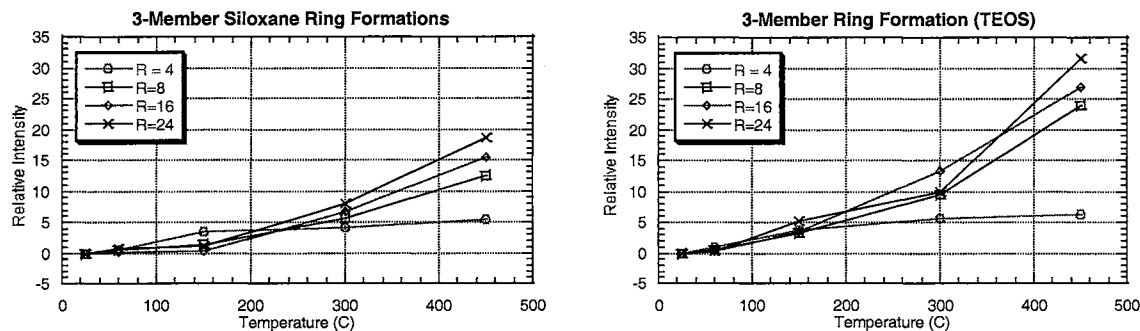 3-Member Siloxane Ring Formations
35
30
25
20
15
10
5
0
-5
Relative Intensity
R = 4
R=8
R=16
R=24
0 100 200 300 400 500
Temperature (C)
3-Member Ring Formation (TEOS)
35
30
25
20
15
10
5
0
-5
Relative Intensity
R = 4
R=8
R=16
R=24
0 100 200 300 400 500
Temperature (C)